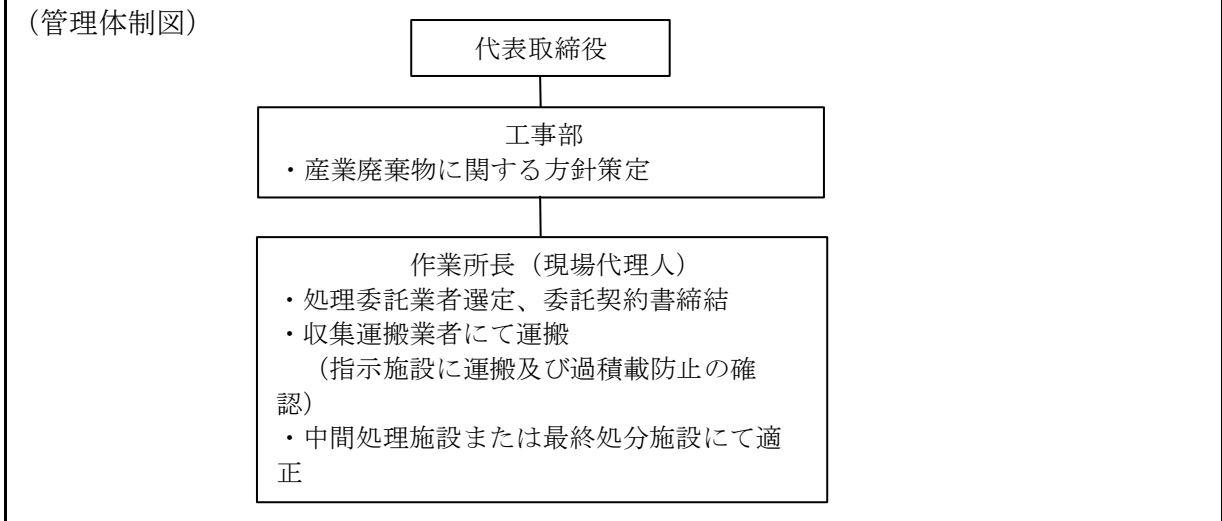 （管理体制図）
代表取締役
工事部
・産業廃棄物に関する方針策定
作業所長（現場代理人）
・処理委託業者選定、委託契約書締結
・収集運搬業者にて運搬
（指示施設に運搬及び過積載防止の確
認）
・中間処理施設または最終処分施設にて適
正